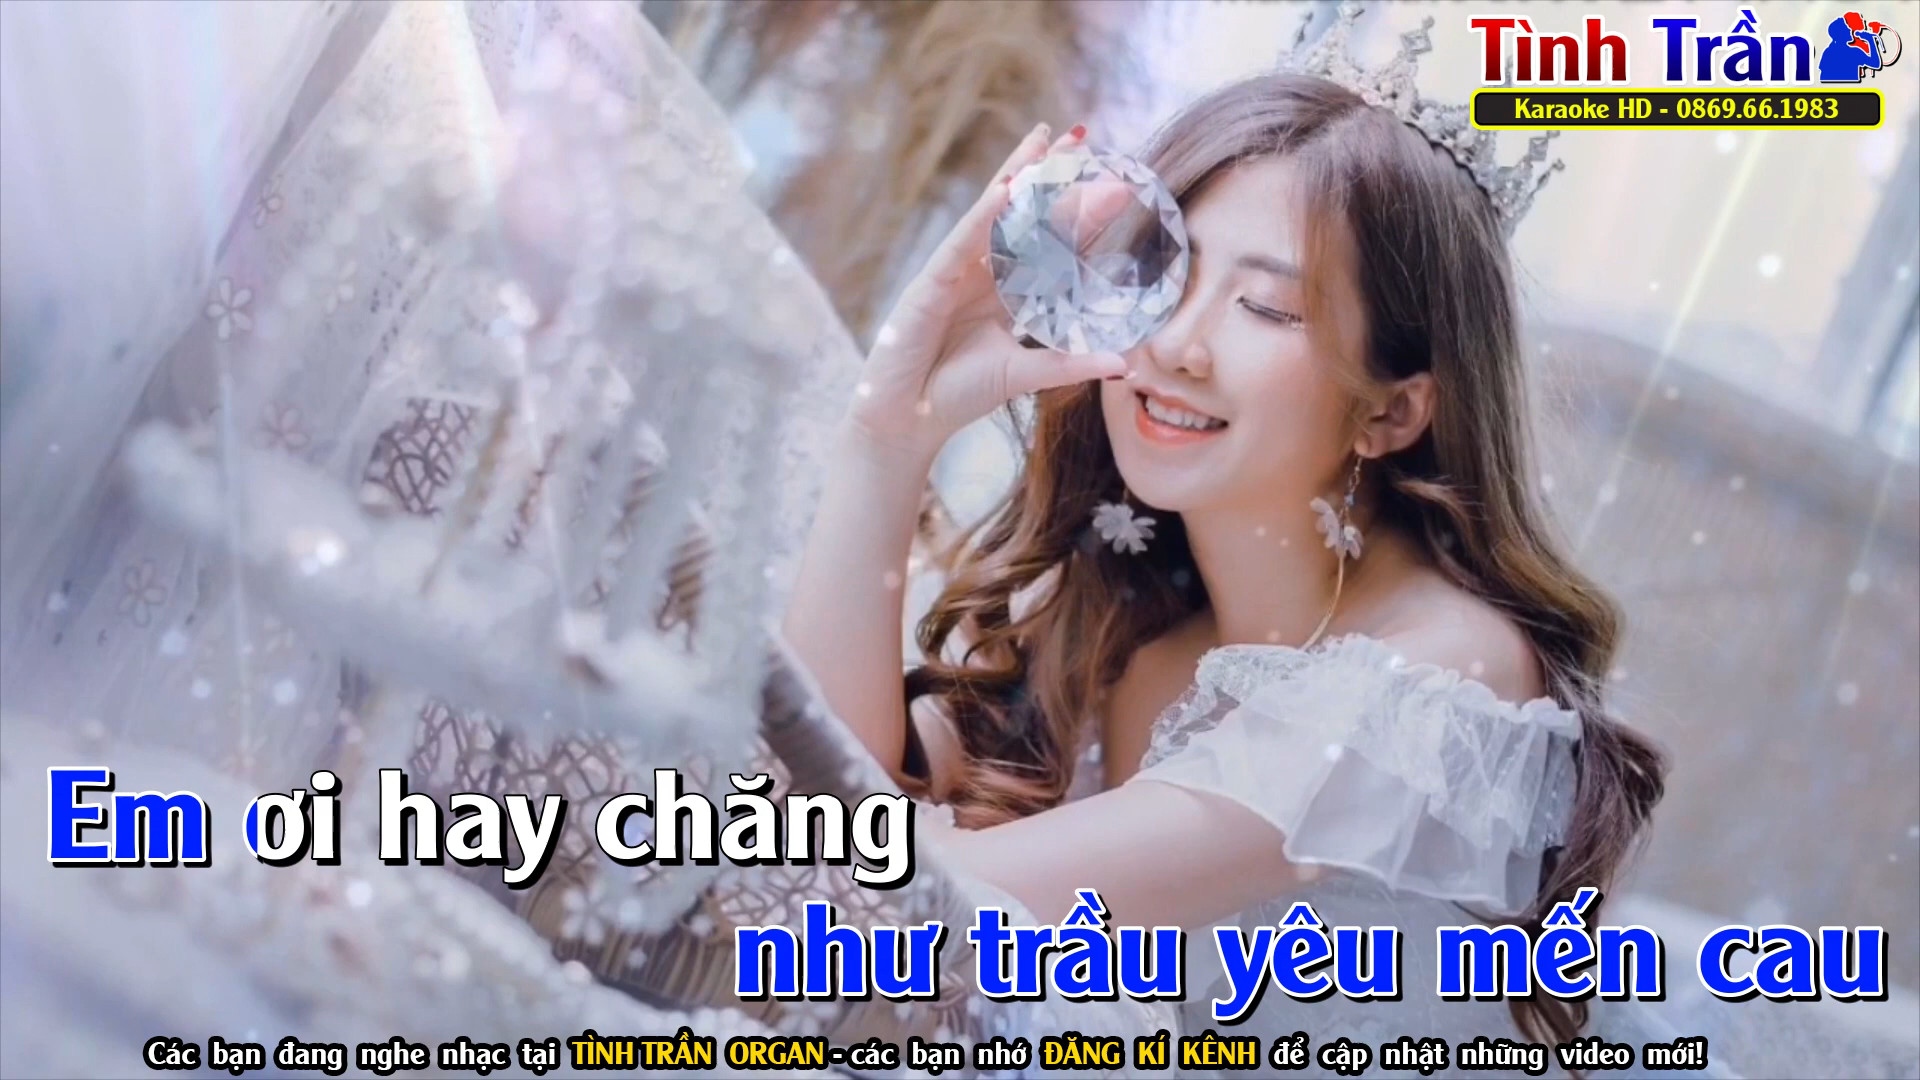 Tình Trần
Karaoke HD - 0869.66.1983
Em ơi hay chăng
như trầu yêu mến cau
Các bạn đang nghe nhạc tại TÌNH TRẦN ORGAN - các bạn nhớ ĐĂNG KÍ KÊNH để cập nhật những video mới!